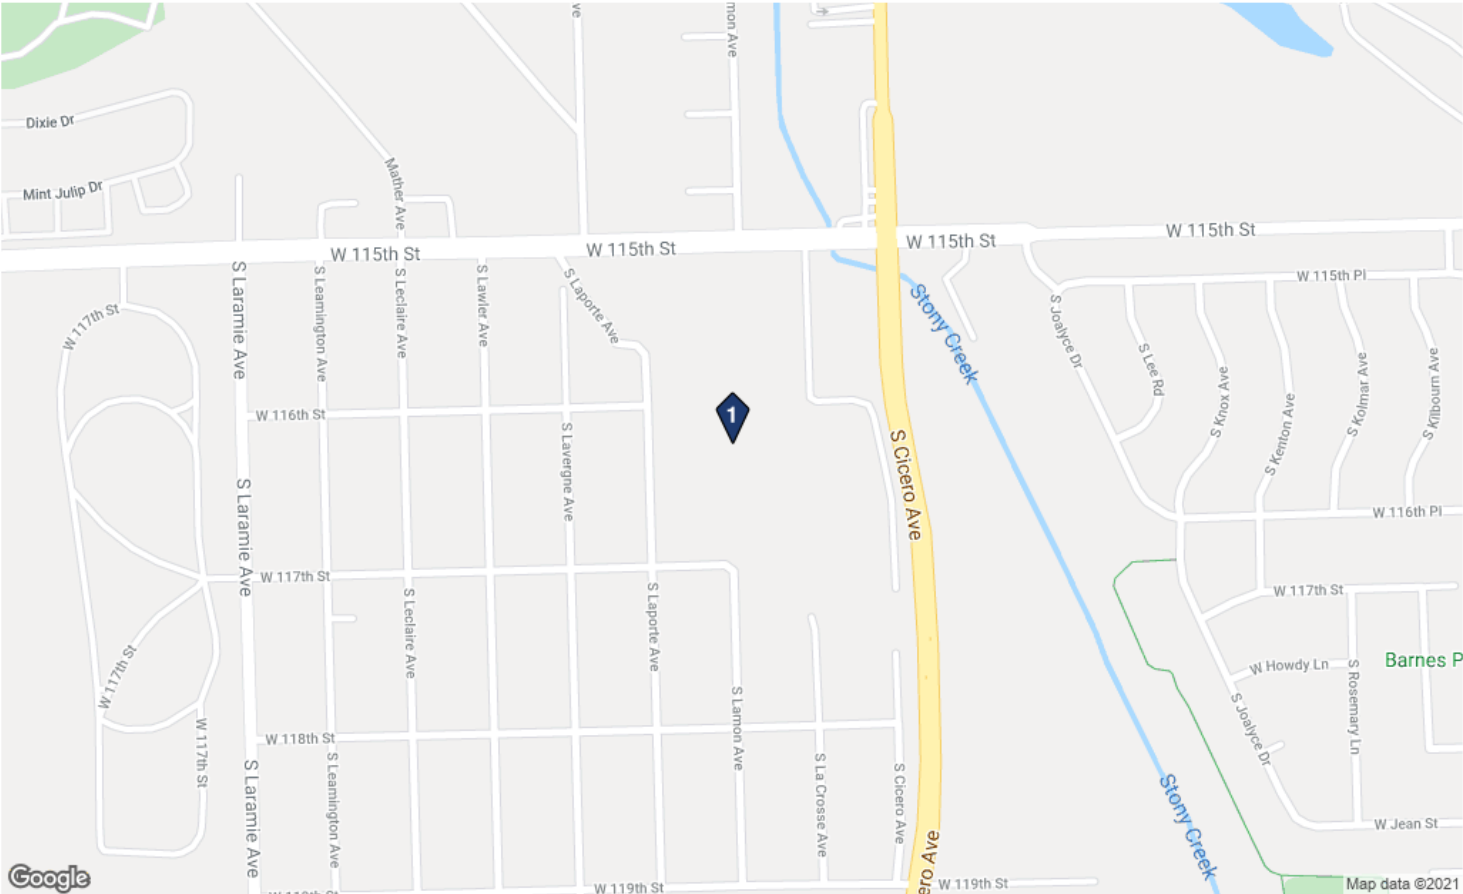 ve
mon Ave
Dixie Dr
Mint Julip Dr
Mather Ave
W 115th St
W 115th St
W 115th St
W 115th St
W 115th Pl
S Laramie Ave
S Leamington Ave
S Leclaire Ave
S Lawler Ave
S Laporte Ave
Stony Creek
S Joalyce Dr
S Lee Rd
S Knox Ave
S Kenton Ave
S Kolmar Ave
S Kilbourn Ave
W 117th St
W 116th St
1
S Lavergne Ave
S Cicero Ave
S Laramie Ave
W 116th Pl
W 117th St
S Leclaire Ave
S Laporte Ave
W 117th St
W 117th St
W Howdy Ln
S Rosemary Ln
Barnes P
S Joalyce Dr
W 117th St
W 118th St
S Lamon Ave
S Laramie Ave
S Leamington Ave
S La Crosse Ave
S Cicero Ave
Stony Creek
W Jean St
ero Ave
W 119th St
W 119th St
Google
Map data ©2021